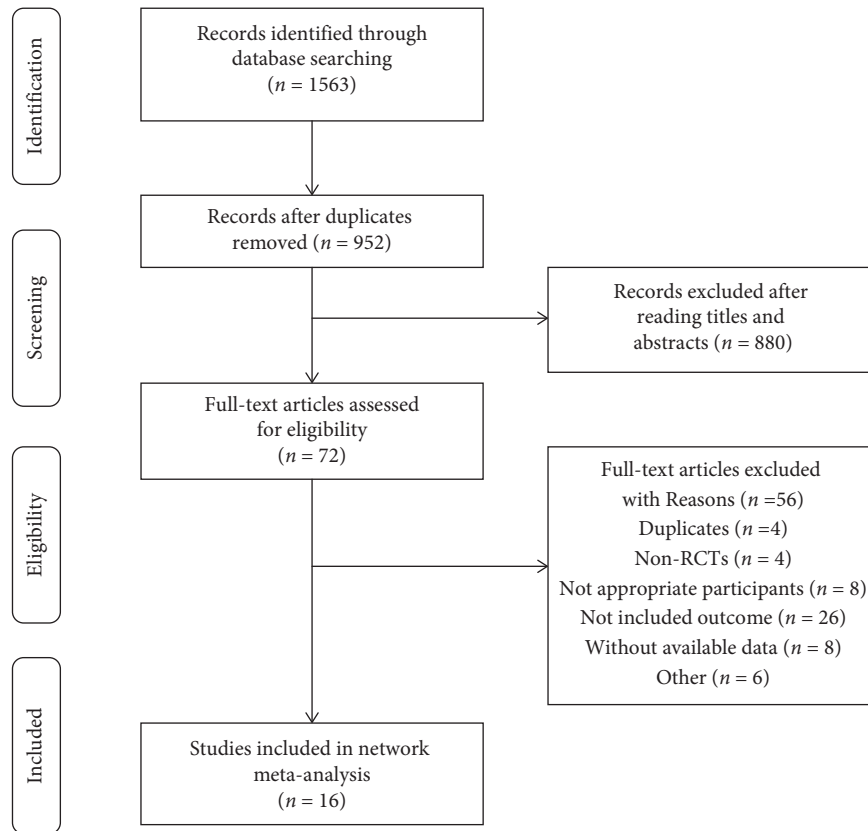 Identification
Records identified through
database searching
(n = 1563)
Records after duplicates
removed (n = 952)
Screening
Records excluded after
reading titles and
abstracts (n = 880)
Full-text articles assessed
for eligibility
(n = 72)
Eligibility
Full-text articles excluded
with Reasons (n =56)
Duplicates (n =4)
Non-RCTs (n = 4)
Not appropriate participants (n = 8)
Not included outcome (n = 26)
Without available data (n = 8)
Other (n = 6)
Included
Studies included in network
meta-analysis
(n = 16)